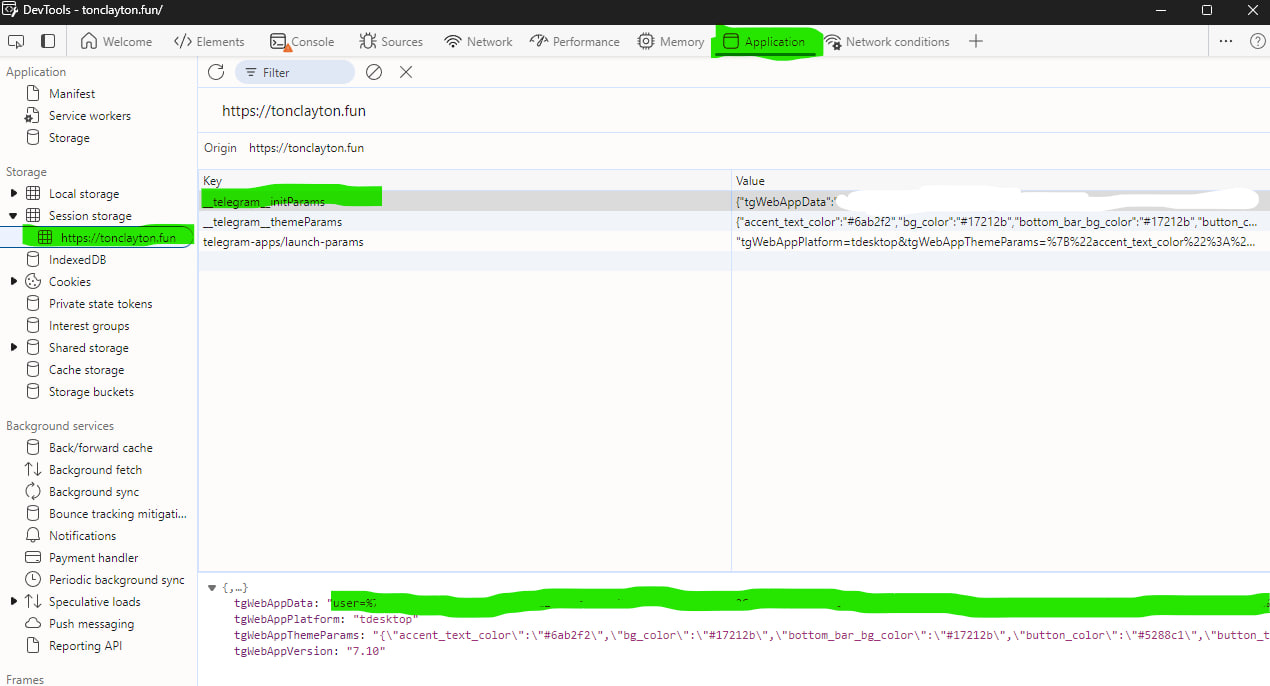 DevTools - tonclayton.fun/
Welcome Elements Console Sources Network Performance Memory Application Network conditions
Application
Manifest
Service workers
Storage
Storage
Local storage
Session storage
https://tonclayton.fun
IndexedDB
Cookies
Private state tokens
Interest groups
Shared storage
Cache storage
Storage buckets
Background services
Back/forward cache
Background fetch
Background sync
Bounce tracking mitigati...
Notifications
Payment handler
Periodic background sync
Speculative loads
Push messaging
Reporting API
Frames
Filter
https://tonclayton.fun
Origin https://tonclayton.fun
Key Value
__telegram__initParams {"tgWebAppData":"
__telegram__themeParams {"accent_text_color":"#6ab2f2","bg_color":"#17212b","bottom_bar_bg_color":"#17212b","button_c...
telegram-apps/launch-params "tgWebAppPlatform=tdesktop&tgWebAppThemeParams=%7B%22accent_text_color%22%3A%2...
{,…}
tgWebAppData: "user=%
tgWebAppPlatform: "tdesktop"
tgWebAppThemeParams: "{\"accent_text_color\":\"#6ab2f2\",\"bg_color\":\"#17212b\",\"bottom_bar_bg_color\":\"#17212b\",\"button_color\":\"#5288c1\",\"button_t
tgWebAppVersion: "7.10"